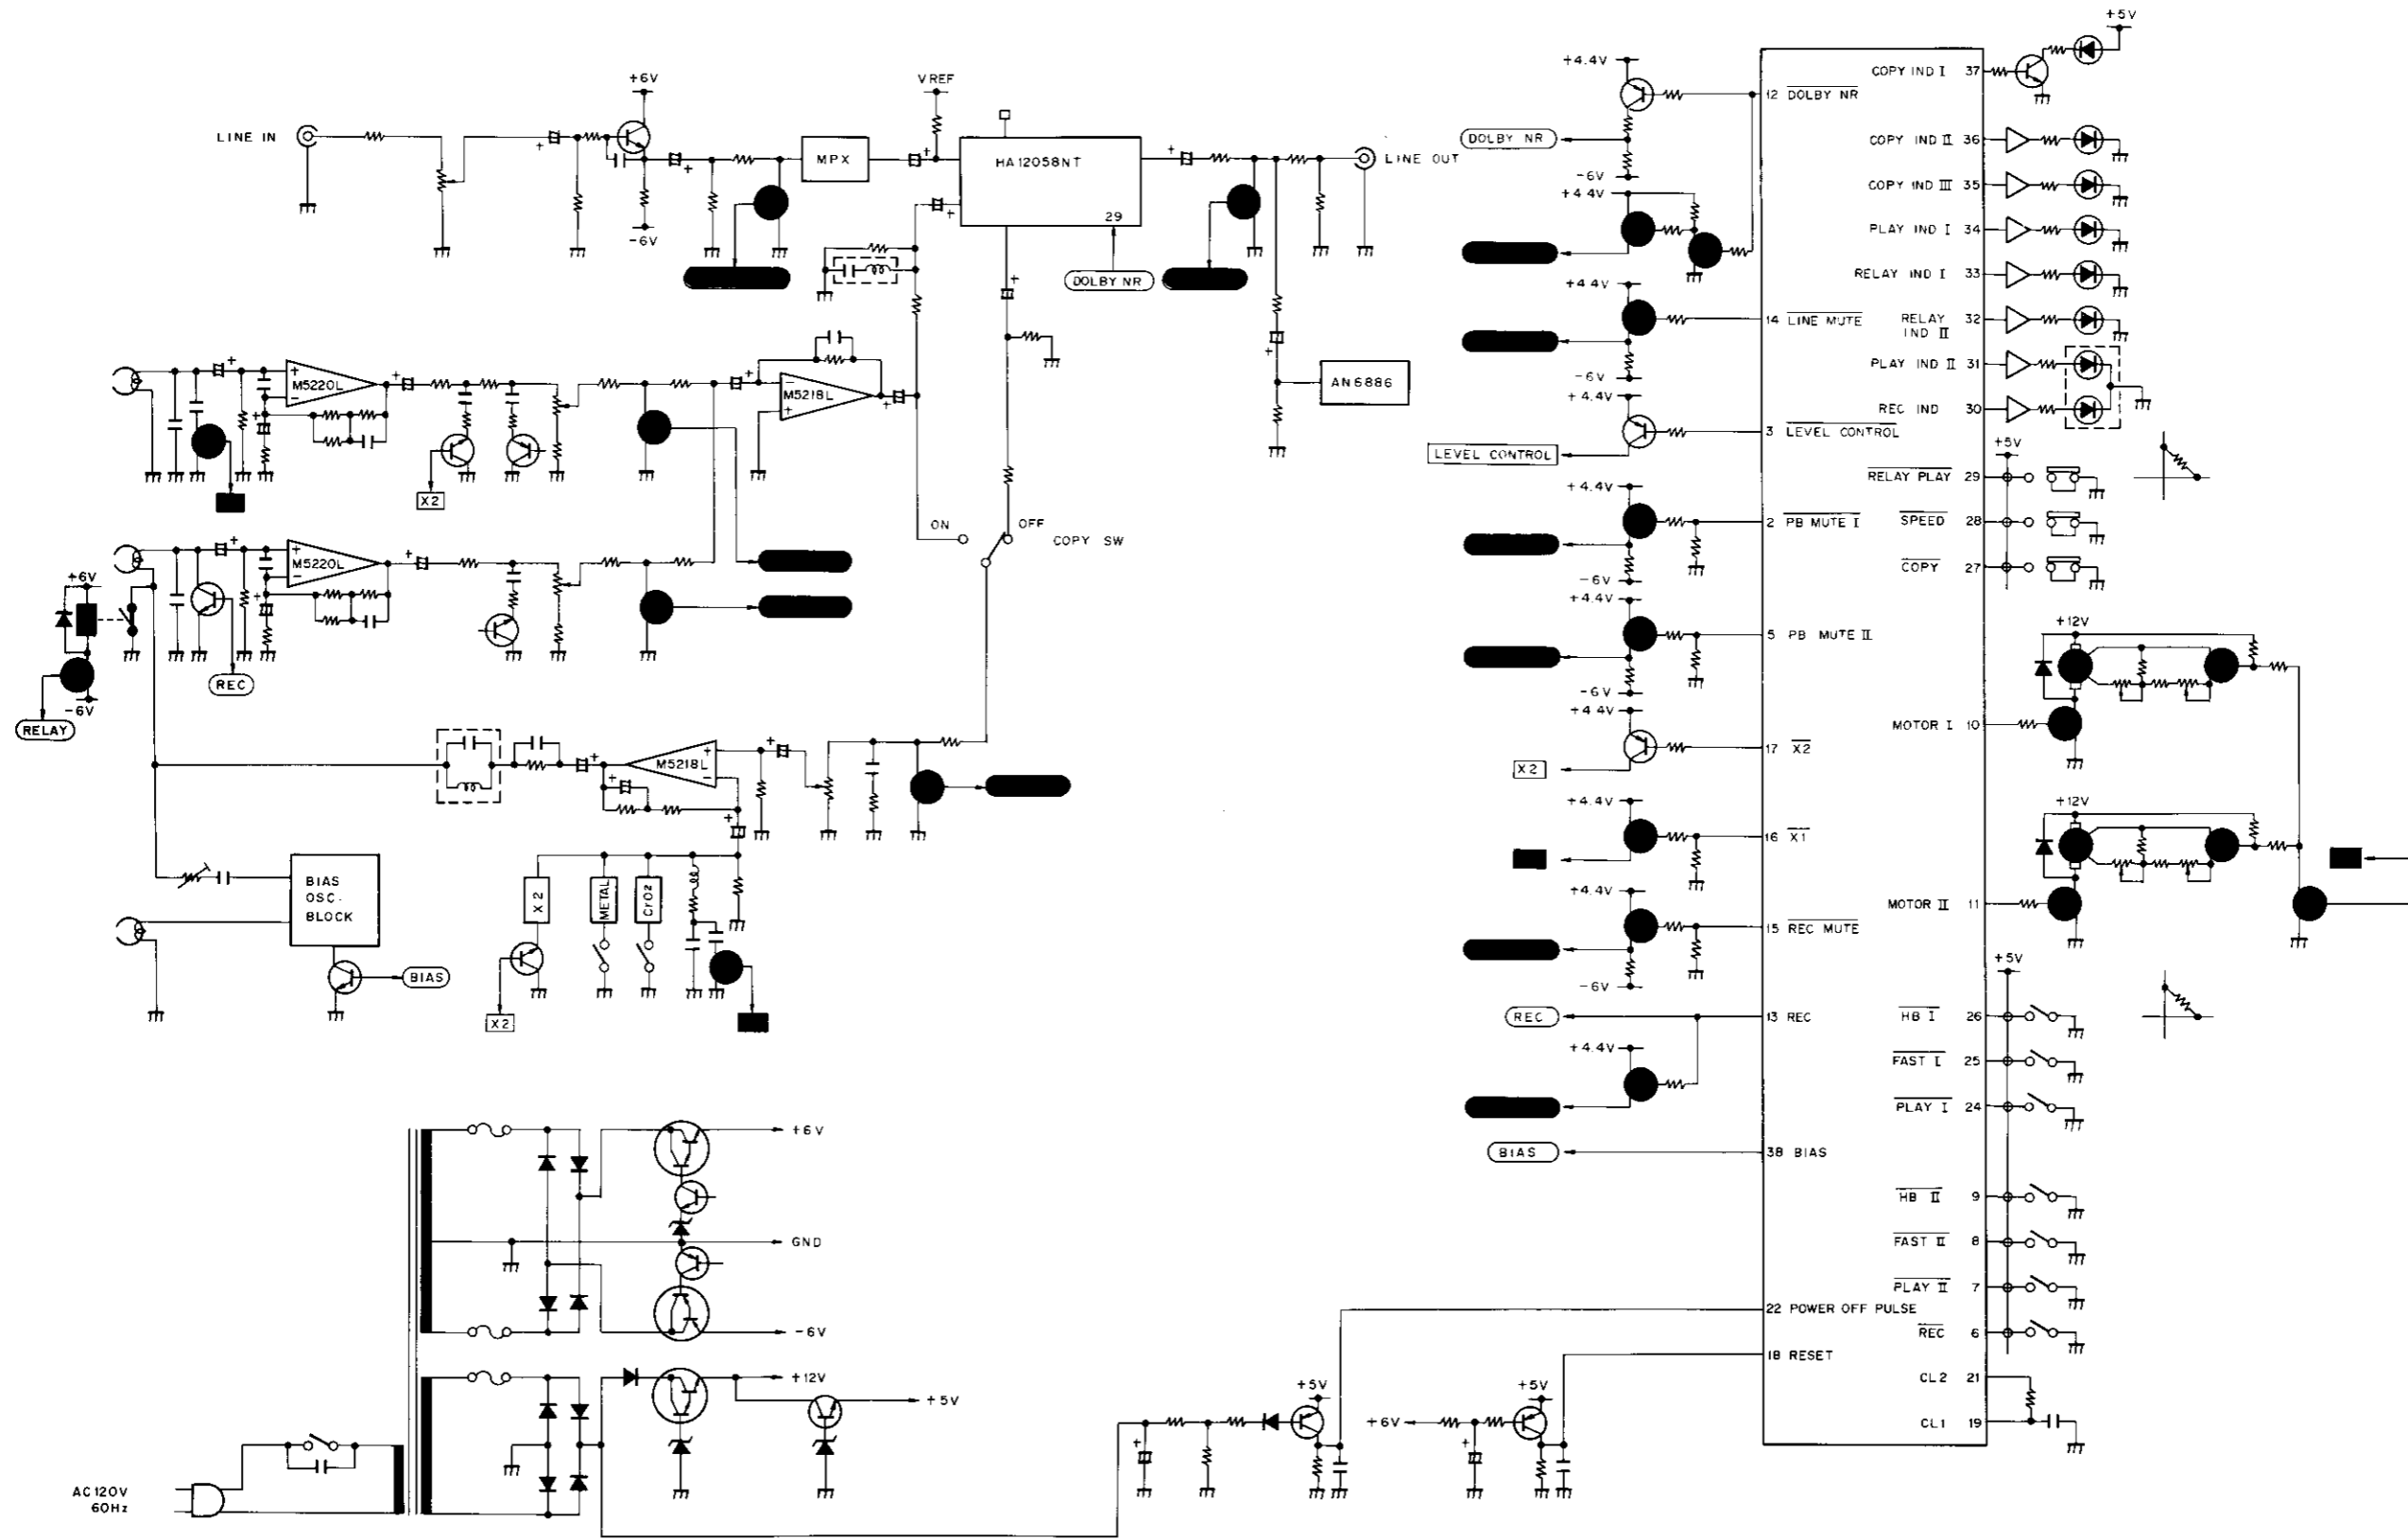 LINE IN
+6V
-6V
MPX
VREF
HA12058NT
29
DOLBY NR
LINE OUT
AN6886
M5220L
X2
M5218L
ON
OFF
COPY SW
M5220L
+6V
-6V
RELAY
REC
M5218L
BIAS
OSC.
BLOCK
BIAS
X2
METAL
CrO2
X2
+6V
GND
-6V
+12V
+5V
AC120V
60Hz
+5V
+6V
+5V
+4.4V
DOLBY NR
-6V
+4.4V
+4.4V
-6V
+4.4V
LEVEL CONTROL
+4.4V
-6V
+4.4V
-6V
+4.4V
X2
+4.4V
+4.4V
-6V
REC
+4.4V
BIAS
12 DOLBY NR
14 LINE MUTE
3 LEVEL CONTROL
2 PB MUTE I
5 PB MUTE II
17 X2
16 X1
15 REC MUTE
13 REC
38 BIAS
22 POWER OFF PULSE
18 RESET
COPY IND I 37
COPY IND II 36
COPY IND III 35
PLAY IND I 34
RELAY IND I 33
RELAY 32
IND II
PLAY IND II 31
REC IND 30
RELAY PLAY 29
SPEED 28
COPY 27
MOTOR I 10
MOTOR II 11
HB I 26
FAST I 25
PLAY I 24
HB II 9
FAST II 8
PLAY II 7
REC 6
CL2 21
CL1 19
+5V
+5V
+12V
+12V
+5V